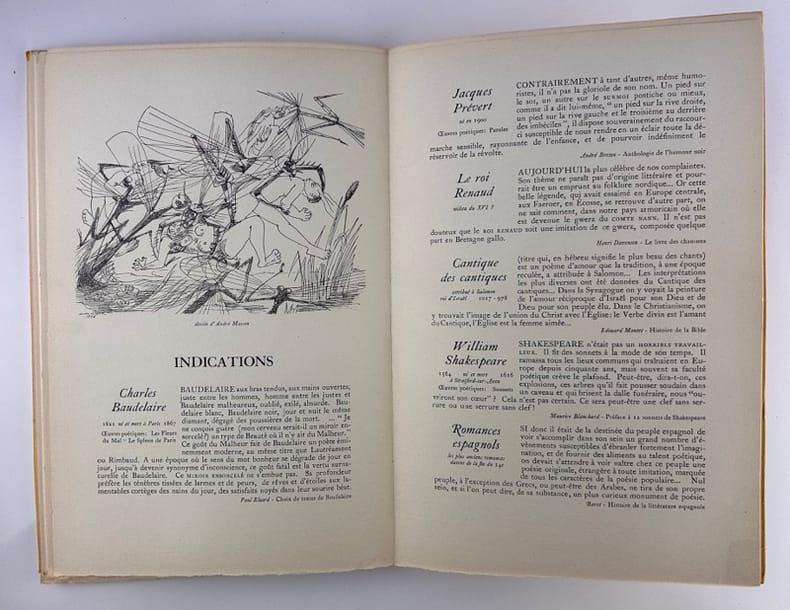 dessin d'André Masson
INDICATIONS
Charles
Baudelaire
1821 né et mort à Paris 1867
Œuvres poétiques: Les Fleurs
du Mal – Le Spleen de Paris
BAUDELAIRE aux bras tendus, aux mains ouvertes,
juste entre les hommes, homme entre les justes et
Baudelaire malheureux, oublié, exilé, absurde. Bau-
delaire blanc, Baudelaire noir, jour et nuit le même
diamant, dégagé des poussières de la mort. ... « Je
ne conçois guère (mon cerveau serait-il un miroir en-
sorcelé?) un type de Beauté où il n'y ait du Malheur."
Ce goût du Malheur fait de Baudelaire un poète émi-
nemment moderne, au même titre que Lautréamont
ou Rimbaud. A une époque où le sens du mot bonheur se dégrade de jour en
jour, jusqu'à devenir synonyme d'inconscience, ce goût fatal est la vertu surna-
turelle de Baudelaire. Ce MIROIR ENSORCELÉ ne s'embue pas. Sa profondeur
préfère les ténèbres tissées de larmes et de peurs, de rêves et d'étoiles aux la-
mentables cortèges des nains du jour, des satisfaits noyés dans leur sourire béat.
Paul Eluard - Choix de textes de Baudelaire
Jacques
Prévert
né en 1900
Œuvres poétiques: Paroles
CONTRAIREMENT à tant d'autres, même humo-
ristes, il n'a pas la gloriole de son nom. Un pied sur
le soi, un autre sur le SURMOI postiche ou mieux,
comme il a dit lui-même, " un pied sur la rive droite,
un pied sur la rive gauche et le troisième au derrière
des imbéciles", il dispose souverainement du raccour-
ci susceptible de nous rendre en un éclair toute la dé-
marche sensible, rayonnante de l'enfance, et de pourvoir indéfiniment le
réservoir de la révolte.
André Breton - Anthologie de l'humour noir
Le roi
Renaud
milieu du XVI ?
AUJOURD'HUI la plus célèbre de nos complaintes.
Son thème ne paraît pas d'origine littéraire et pour-
rait être un emprunt au folklore nordique... Or cette
belle légende, qui avait essaimé en Europe centrale,
aux Faeroer, en Écosse, se retrouve d'autre part, on
ne sait comment, dans notre pays armoricain où elle
est devenue le gwerz du COMTE NANN. Il n'est pas
douteux que le ROI RENAUD soit une imitation de ce gwerz, composée quelque
part en Bretagne gallo.
Henri Davenson - Le livre des chansons
Cantique
des cantiques
attribué à Salomon
roi d'Israël 1017 - 978
(titre qui, en hébreu signifie le plus beau des chants)
est un poème d'amour que la tradition, à une époque
reculée, a attribuée à Salomon... Les interprétations
les plus diverses ont été données du Cantique des
cantiques... Dans la Synagogue on y voyait la peinture
de l'amour réciproque d'Israël pour son Dieu et de
Dieu pour son peuple élu. Dans le Christianisme, on
y trouvait l'image de l'union du Christ avec l'Église: le Verbe divin est l'amant
du Cantique, l'Église est la femme aimée...
Edouard Montet - Histoire de la Bible
William
Shakespeare
1564 né et mort 1616
à Stratford-sur-Avon
Œuvres poétiques: Sonnets
SHAKESPEARE n'était pas un HORRIBLE TRAVAIL-
LEUR. Il fit des sonnets à la mode de son temps. Il
ramassa tous les lieux communs qui traînaient en Eu-
rope depuis cinquante ans, mais souvent sa faculté
poétique crève le plafond. Peut-être, dira-t-on, ces
explosions, ces arbres qu'il fait pousser soudain dans
un caveau et qui brisent la dalle funéraire, nous "ou-
vriront son cœur" ? Cela n'est pas certain. Ce sera peut-être une clef sans ser-
rure ou une serrure sans clef !
Maurice Blanchard - Préface à 12 sonnets de Shakespeare
Romances
espagnols
les plus anciens romances
datent de la fin du 14e
SI donc il était de la destinée du peuple espagnol de
voir s'accomplir dans son sein un grand nombre d'é-
vènements susceptibles d'ébranler fortement l'imagi-
nation, et de fournir des aliments au talent poétique,
on devait s'attendre à voir naître chez ce peuple une
poésie originale, étrangère à toute imitation, marquée
de tous les caractères de la poésie populaire... Nul
peuple, à l'exception des Grecs, ou peut-être des Arabes, ne tira de son propre
sein, et si l'on peut dire, de sa substance, un plus curieux monument de poésie.
Baret - Histoire de la littérature espagnole